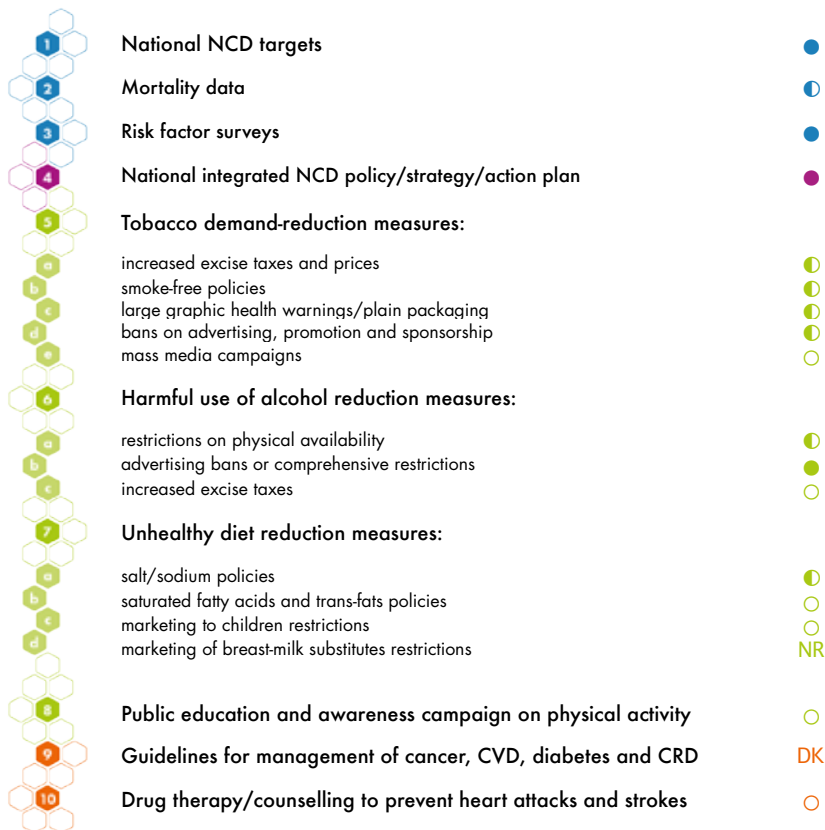 1 National NCD targets
2 Mortality data
3 Risk factor surveys
4 National integrated NCD policy/strategy/action plan
5 Tobacco demand-reduction measures:
a increased excise taxes and prices
b smoke-free policies
c large graphic health warnings/plain packaging
d bans on advertising, promotion and sponsorship
e mass media campaigns
6 Harmful use of alcohol reduction measures:
a restrictions on physical availability
b advertising bans or comprehensive restrictions
c increased excise taxes
7 Unhealthy diet reduction measures:
a salt/sodium policies
b saturated fatty acids and trans-fats policies
c marketing to children restrictions
d marketing of breast-milk substitutes restrictions NR
8 Public education and awareness campaign on physical activity
9 Guidelines for management of cancer, CVD, diabetes and CRD DK
10 Drug therapy/counselling to prevent heart attacks and strokes